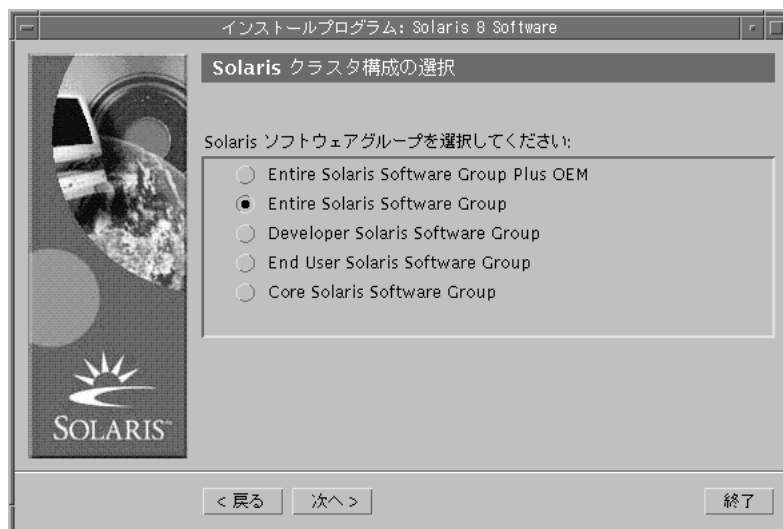 インストールプログラム: Solaris 8 Software
Solaris クラスタ構成の選択
Solaris ソフトウェアグループを選択してください:
Entire Solaris Software Group Plus OEM
Entire Solaris Software Group
Developer Solaris Software Group
End User Solaris Software Group
Core Solaris Software Group
SOLARIS™
< 戻る
次へ >
終了